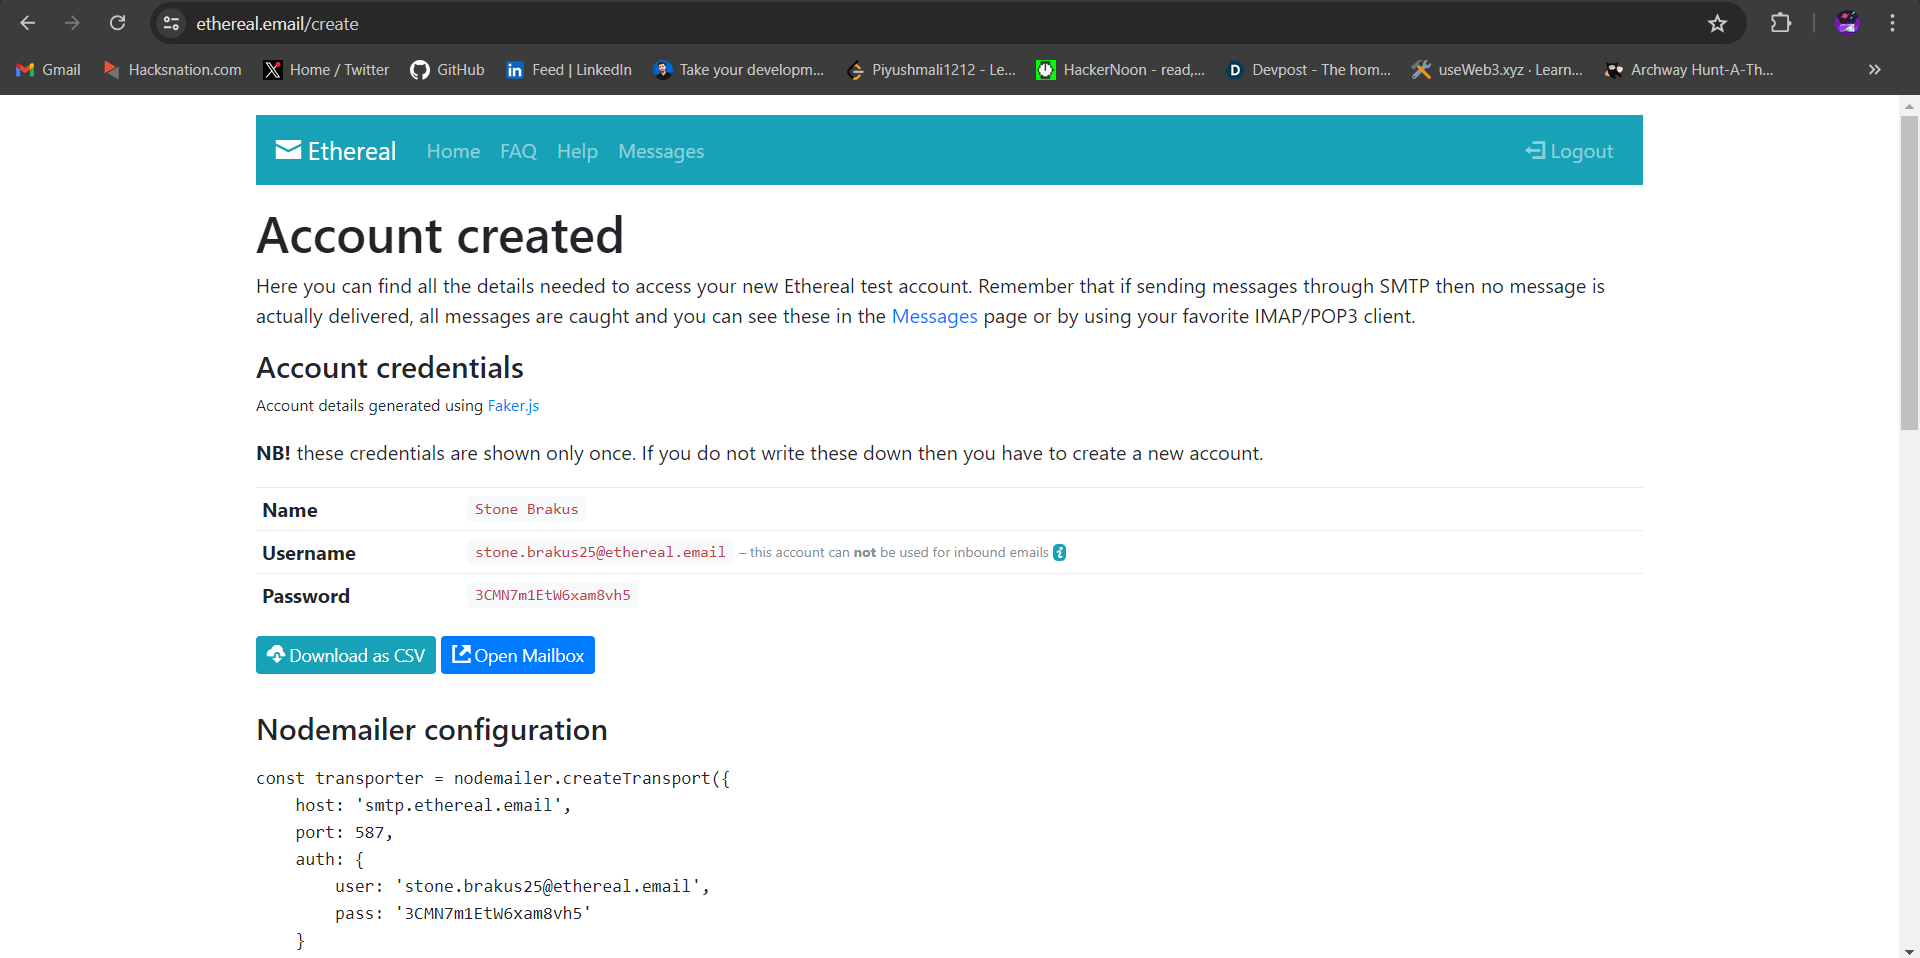 ethereal.email/create
Gmail Hacksnation.com Home / Twitter GitHub Feed | LinkedIn Take your developm... Piyushmali1212 - Le... HackerNoon - read,... Devpost - The hom... useWeb3.xyz · Learn... Archway Hunt-A-Th... »
Ethereal Home FAQ Help Messages Logout
Account created
Here you can find all the details needed to access your new Ethereal test account. Remember that if sending messages through SMTP then no message is
actually delivered, all messages are caught and you can see these in the Messages page or by using your favorite IMAP/POP3 client.
Account credentials
Account details generated using Faker.js
NB! these credentials are shown only once. If you do not write these down then you have to create a new account.
Name Stone Brakus
Username stone.brakus25@ethereal.email – this account can not be used for inbound emails i
Password 3CMN7m1EtW6xam8vh5
Download as CSV Open Mailbox
Nodemailer configuration
const transporter = nodemailer.createTransport({
    host: 'smtp.ethereal.email',
    port: 587,
    auth: {
        user: 'stone.brakus25@ethereal.email',
        pass: '3CMN7m1EtW6xam8vh5'
    }